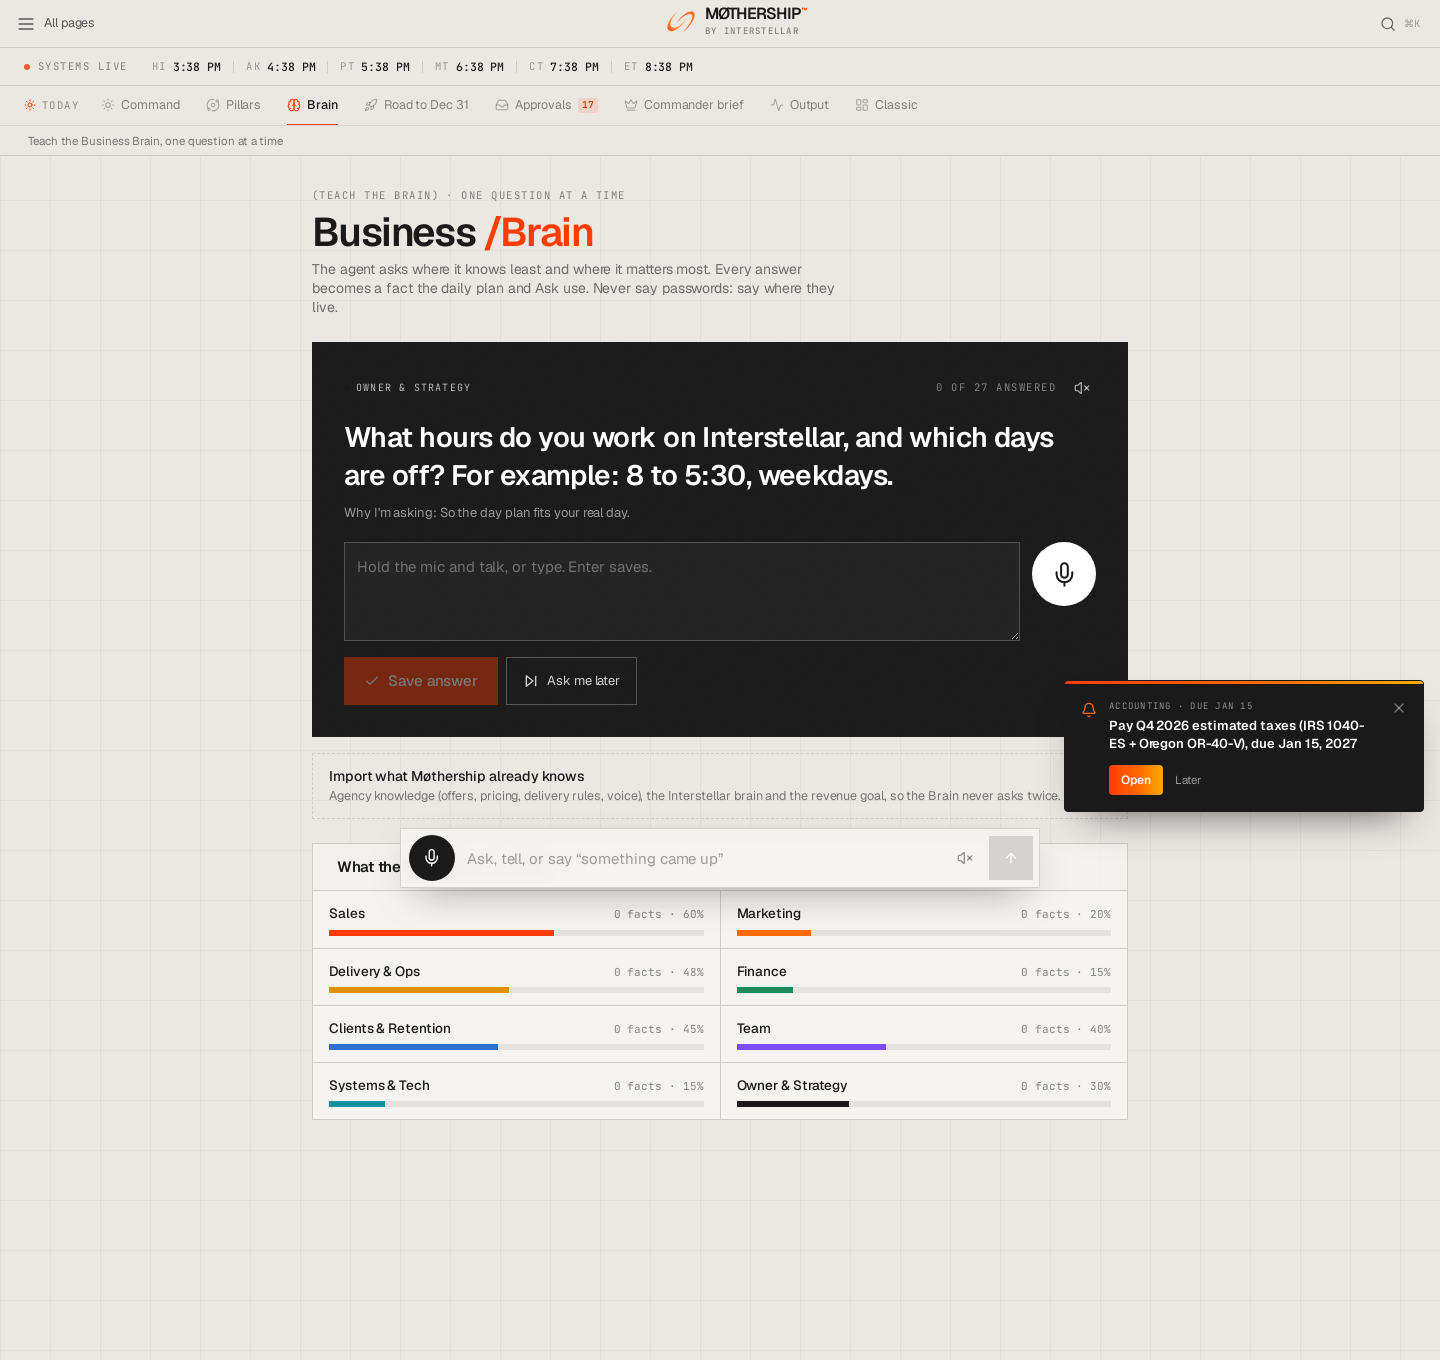 All pages
MØTHERSHIP™
BY INTERSTELLAR
⌘K
SYSTEMS LIVE HI 3:38 PM AK 4:38 PM PT 5:38 PM MT 6:38 PM CT 7:38 PM ET 8:38 PM
TODAY Command Pillars Brain Road to Dec 31 Approvals 17 Commander brief Output Classic
Teach the Business Brain, one question at a time
(TEACH THE BRAIN) · ONE QUESTION AT A TIME
Business /Brain
The agent asks where it knows least and where it matters most. Every answer
becomes a fact the daily plan and Ask use. Never say passwords: say where they
live.
OWNER & STRATEGY 0 OF 27 ANSWERED
What hours do you work on Interstellar, and which days
are off? For example: 8 to 5:30, weekdays.
Why I'm asking: So the day plan fits your real day.
Hold the mic and talk, or type. Enter saves.
Save answer Ask me later
ACCOUNTING · DUE JAN 15
Pay Q4 2026 estimated taxes (IRS 1040-
ES + Oregon OR-40-V), due Jan 15, 2027
Open Later
Import what Møthership already knows
Agency knowledge (offers, pricing, delivery rules, voice), the Interstellar brain and the revenue goal, so the Brain never asks twice.
Ask, tell, or say “something came up”
What the
Sales 0 facts · 60%
Marketing 0 facts · 20%
Delivery & Ops 0 facts · 48%
Finance 0 facts · 15%
Clients & Retention 0 facts · 45%
Team 0 facts · 40%
Systems & Tech 0 facts · 15%
Owner & Strategy 0 facts · 30%